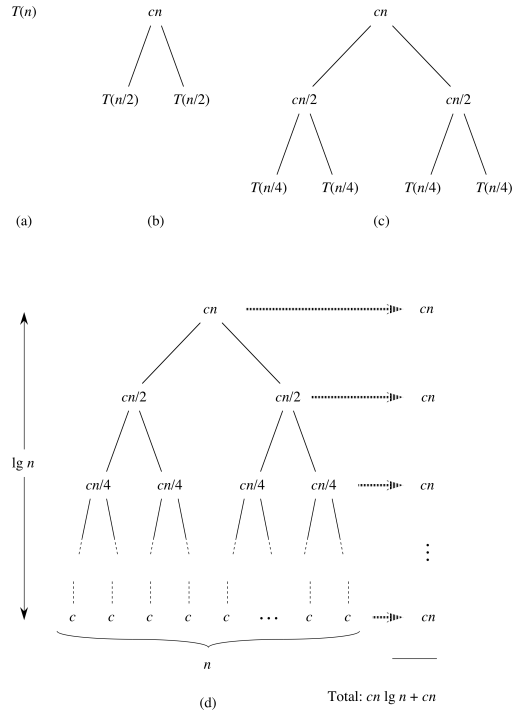 T(n) cn cn
T(n/2) T(n/2) cn/2 cn/2
T(n/4) T(n/4) T(n/4) T(n/4)
(a) (b) (c)
cn cn
cn/2 cn/2 cn
lg n
cn/4 cn/4 cn/4 cn/4 cn
c c c c c ... c c cn
n
(d)
Total: cn lg n + cn